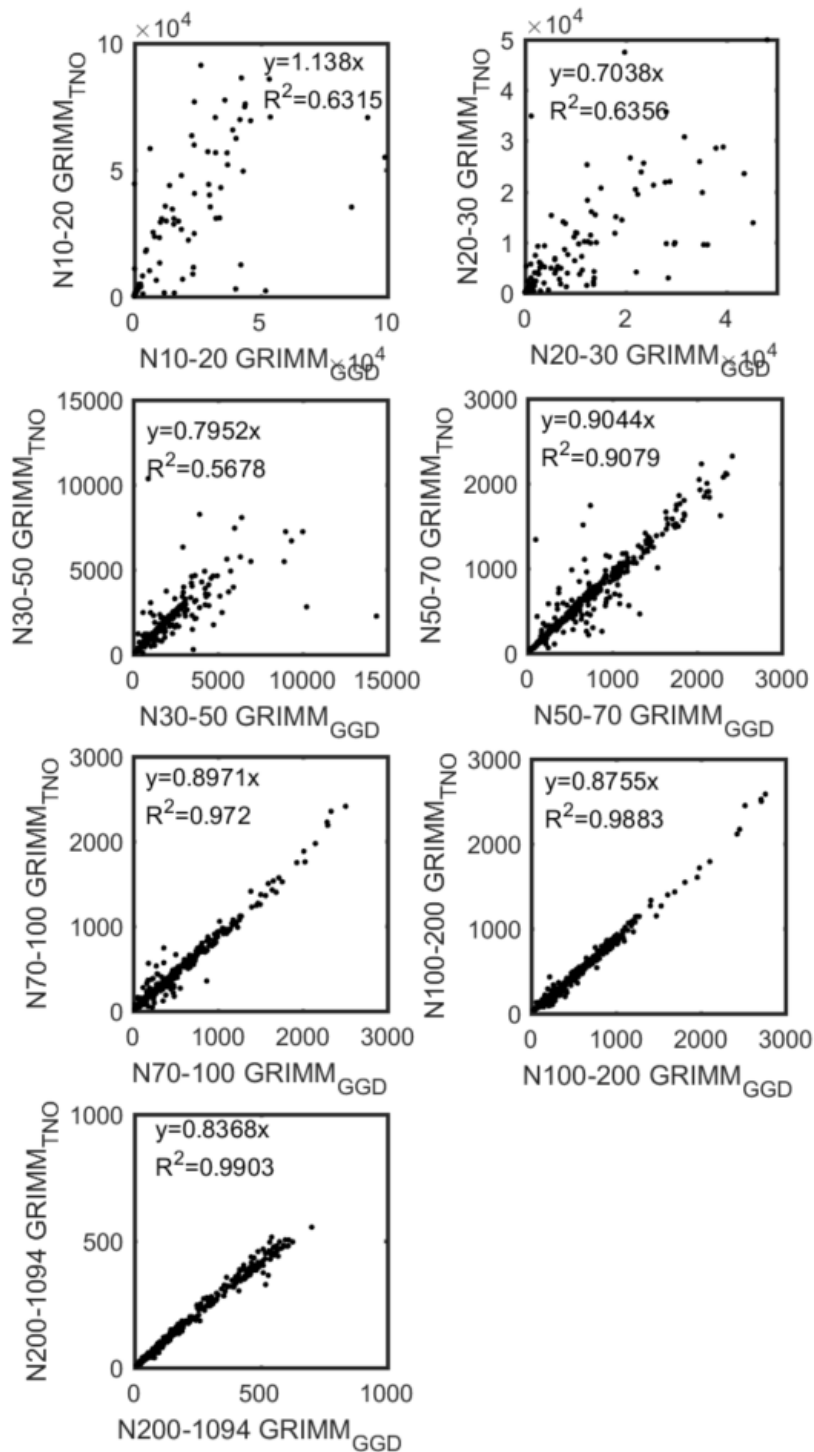 ×10⁴
10
y=1.138x
R²=0.6315
5
0
0 5 10
N10-20 GRIMM_TNO
N10-20 GRIMM_GGD ×10⁴
×10⁴
5
4
3
2
1
0
y=0.7038x
R²=0.6356
0 2 4
N20-30 GRIMM_TNO
N20-30 GRIMM_GGD ×10⁴
15000
10000
5000
0
y=0.7952x
R²=0.5678
0 5000 10000 15000
N30-50 GRIMM_TNO
N30-50 GRIMM_GGD
3000
2000
1000
0
y=0.9044x
R²=0.9079
0 1000 2000 3000
N50-70 GRIMM_TNO
N50-70 GRIMM_GGD
3000
2000
1000
0
y=0.8971x
R²=0.972
0 1000 2000 3000
N70-100 GRIMM_TNO
N70-100 GRIMM_GGD
3000
2000
1000
0
y=0.8755x
R²=0.9883
0 1000 2000 3000
N100-200 GRIMM_TNO
N100-200 GRIMM_GGD
1000
500
0
y=0.8368x
R²=0.9903
0 500 1000
N200-1094 GRIMM_TNO
N200-1094 GRIMM_GGD